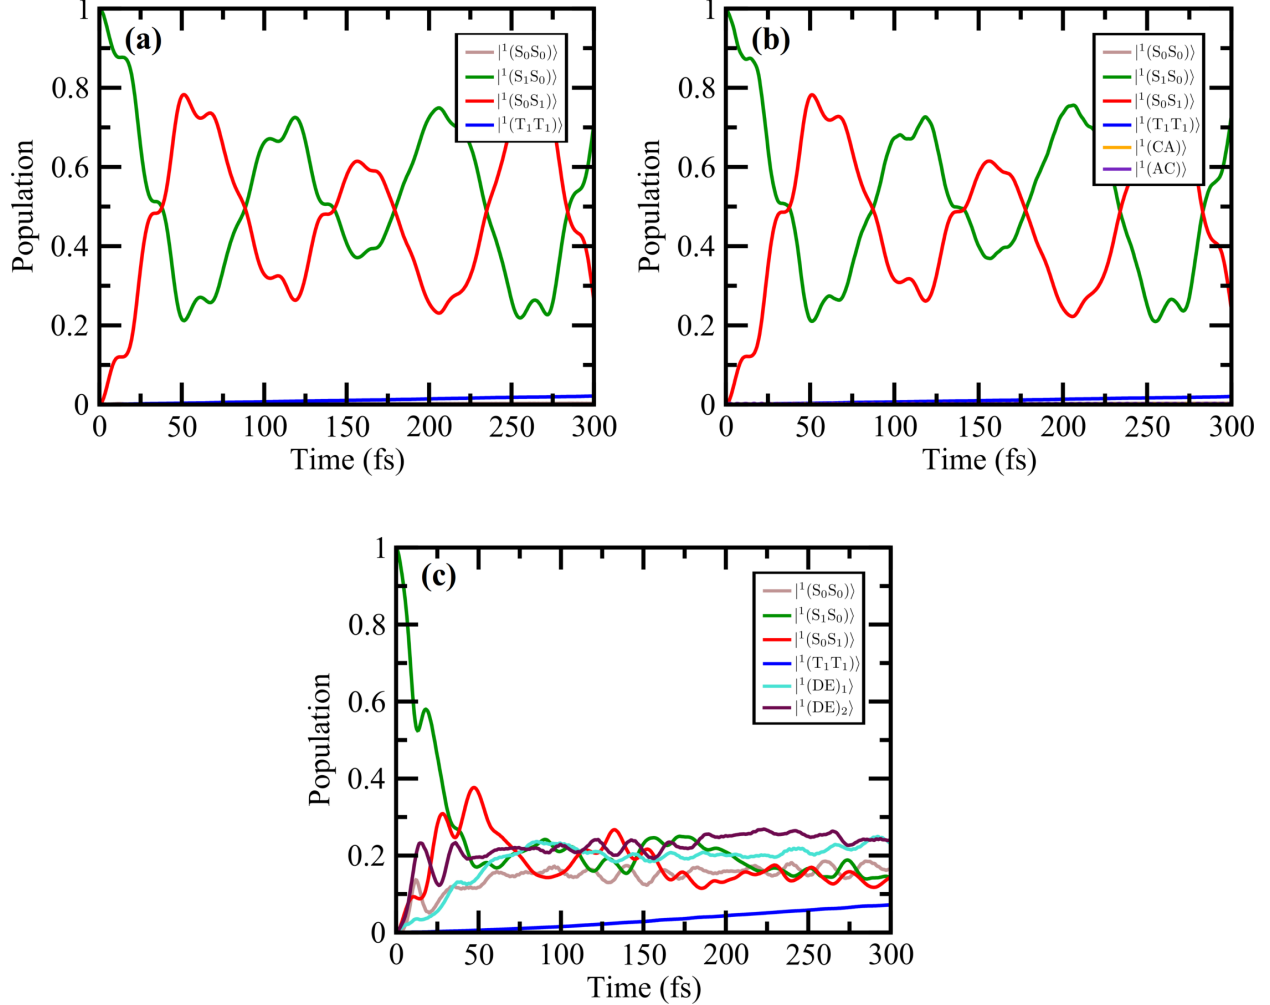 (a)
|¹(S₀S₀)⟩
|¹(S₁S₀)⟩
|¹(S₀S₁)⟩
|¹(T₁T₁)⟩
1
0.8
0.6
0.4
0.2
0
Population
0 50 100 150 200 250 300
Time (fs)
(b)
|¹(S₀S₀)⟩
|¹(S₁S₀)⟩
|¹(S₀S₁)⟩
|¹(T₁T₁)⟩
|¹(CA)⟩
|¹(AC)⟩
1
0.8
0.6
0.4
0.2
0
Population
0 50 100 150 200 250 300
Time (fs)
(c)
|¹(S₀S₀)⟩
|¹(S₁S₀)⟩
|¹(S₀S₁)⟩
|¹(T₁T₁)⟩
|¹(DE)₁⟩
|¹(DE)₂⟩
1
0.8
0.6
0.4
0.2
0
Population
0 50 100 150 200 250 300
Time (fs)